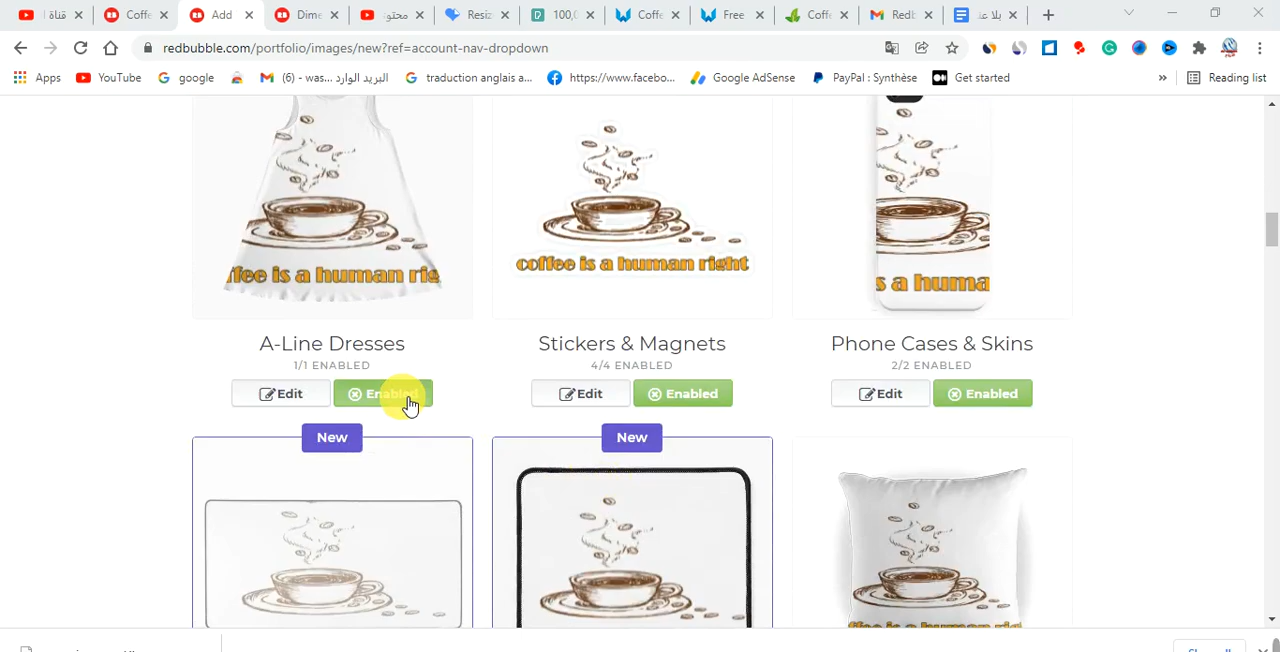 قناة ا
Coffe
Add
Dime
محتو-
Resiz
100,0
Coffe
Free
Coffe
Redb
بلا عذ
redbubble.com/portfolio/images/new?ref=account-nav-dropdown
Apps
YouTube
google
(6) - was... البريد الوارد
traduction anglas a...
https://www.facebo...
Google AdSense
PayPal : Synthèse
Get started
»
Reading list
ffee is a human rig
coffee is a human right
s a huma
A-Line Dresses
Stickers & Magnets
Phone Cases & Skins
1/1 ENABLED
4/4 ENABLED
2/2 ENABLED
Edit
Enabled
Edit
Enabled
Edit
Enabled
New
New